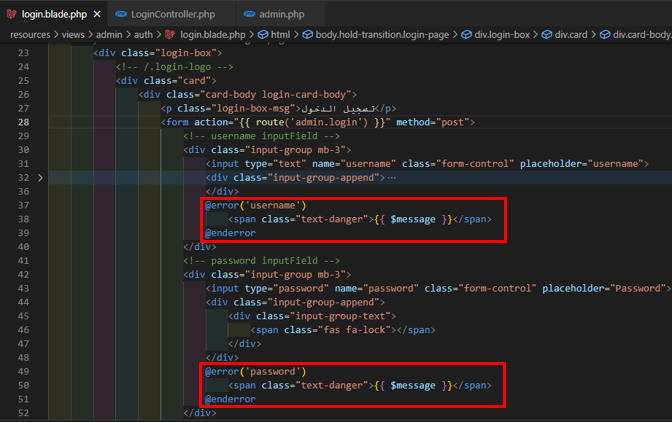 login.blade.php × LoginController.php admin.php
resources > views > admin > auth > login.blade.php > html > body.hold-transition.login-page > div.login-box > div.card > div.card-body.
23 <div class="login-box">
24 <!-- /.login-logo -->
25 <div class="card">
26 <div class="card-body login-card-body">
27 <p class="login-box-msg">تسجيل الدخول</p>
28 <form action="{{ route('admin.login') }}" method="post">
29 <!-- username inputField -->
30 <div class="input-group mb-3">
31 <input type="text" name="username" class="form-control" placeholder="username">
32 > <div class="input-group-append">…
36 </div>
37 @error('username')
38 <span class="text-danger">{{ $message }}</span>
39 @enderror
40 </div>
41 <!-- password inputField -->
42 <div class="input-group mb-3">
43 <input type="password" name="password" class="form-control" placeholder="Password">
44 <div class="input-group-append">
45 <div class="input-group-text">
46 <span class="fas fa-lock"></span>
47 </div>
48 </div>
49 @error('password')
50 <span class="text-danger">{{ $message }}</span>
51 @enderror
52 </div>